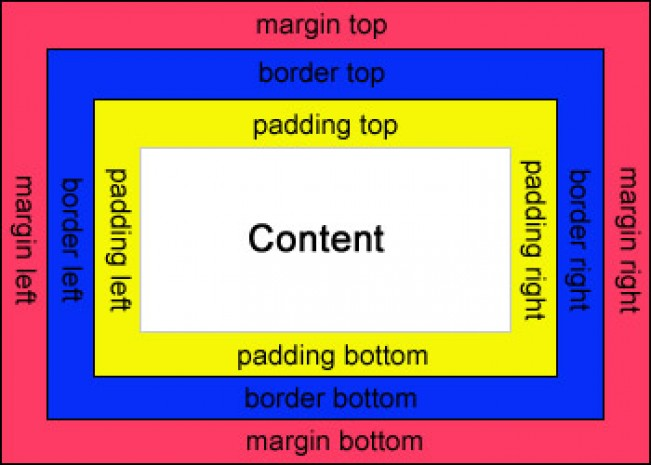 margin top
border top
padding top
margin left
border left
padding left
Content
padding right
border right
margin right
padding bottom
border bottom
margin bottom